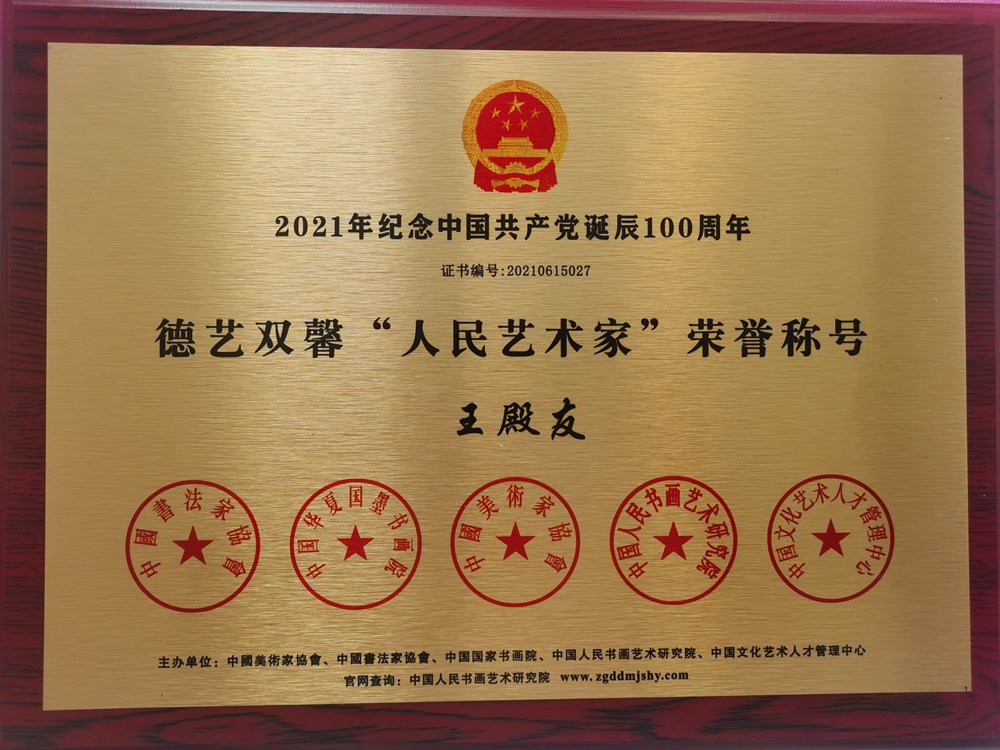 2021年纪念中国共产党诞辰100周年
证书编号:20210615027
德艺双馨“人民艺术家”荣誉称号
王殿友
中國書法家協會
中国华夏国墨书画院
中國美術家協會
中国人民书画艺术研究院
中国文化艺术人才管理中心
主办单位：中國美術家協會、中國書法家協會、中国国家书画院、中国人民书画艺术研究院、中国文化艺术人才管理中心
官网查询：中国人民书画艺术研究院 www.zgddmjshy.com